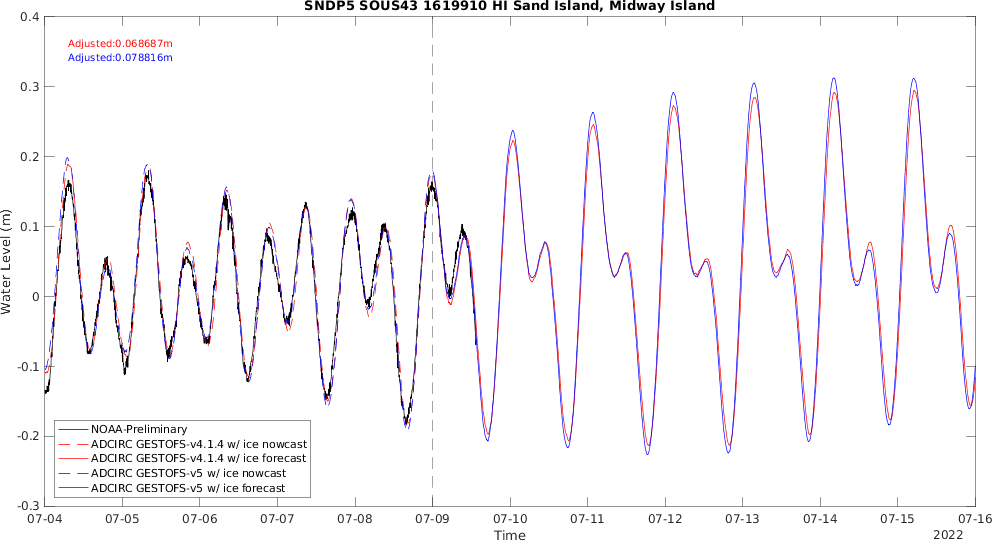 SNDP5 SOUS43 1619910 HI Sand Island, Midway Island
Adjusted:0.068687m
Adjusted:0.078816m
Water Level (m)
0.4
0.3
0.2
0.1
0
-0.1
-0.2
-0.3
NOAA-Preliminary
ADCIRC GESTOFS-v4.1.4 w/ ice nowcast
ADCIRC GESTOFS-v4.1.4 w/ ice forecast
ADCIRC GESTOFS-v5 w/ ice nowcast
ADCIRC GESTOFS-v5 w/ ice forecast
07-04 07-05 07-06 07-07 07-08 07-09 07-10 07-11 07-12 07-13 07-14 07-15 07-16
Time
2022